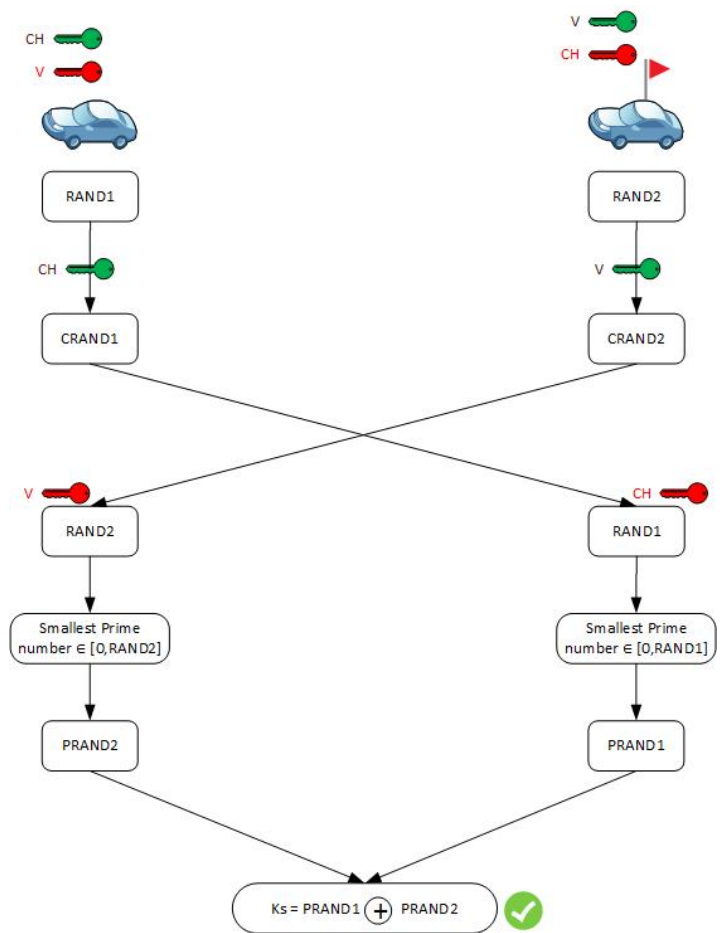 CH
V
V
CH
RAND1
RAND2
CH
V
CRAND1
CRAND2
V
CH
RAND2
RAND1
Smallest Prime
number ∈ [0,RAND2]
Smallest Prime
number ∈ [0,RAND1]
PRAND2
PRAND1
Ks = PRAND1 + PRAND2